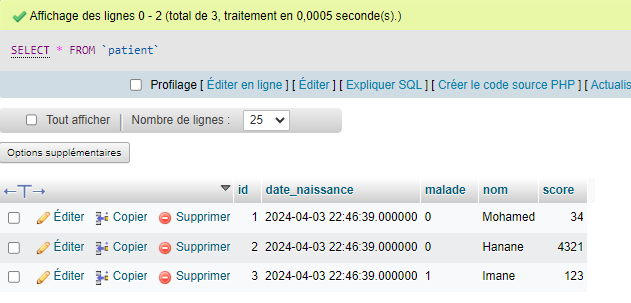 Affichage des lignes 0 - 2 (total de 3, traitement en 0,0005 seconde(s).)
SELECT * FROM `patient`
Profilage [ Éditer en ligne ] [ Éditer ] [ Expliquer SQL ] [ Créer le code source PHP ] [ Actualis
Tout afficher Nombre de lignes : 25
Options supplémentaires
←T→ id date_naissance malade nom score
Éditer Copier Supprimer 1 2024-04-03 22:46:39.000000 0 Mohamed 34
Éditer Copier Supprimer 2 2024-04-03 22:46:39.000000 0 Hanane 4321
Éditer Copier Supprimer 3 2024-04-03 22:46:39.000000 1 Imane 123